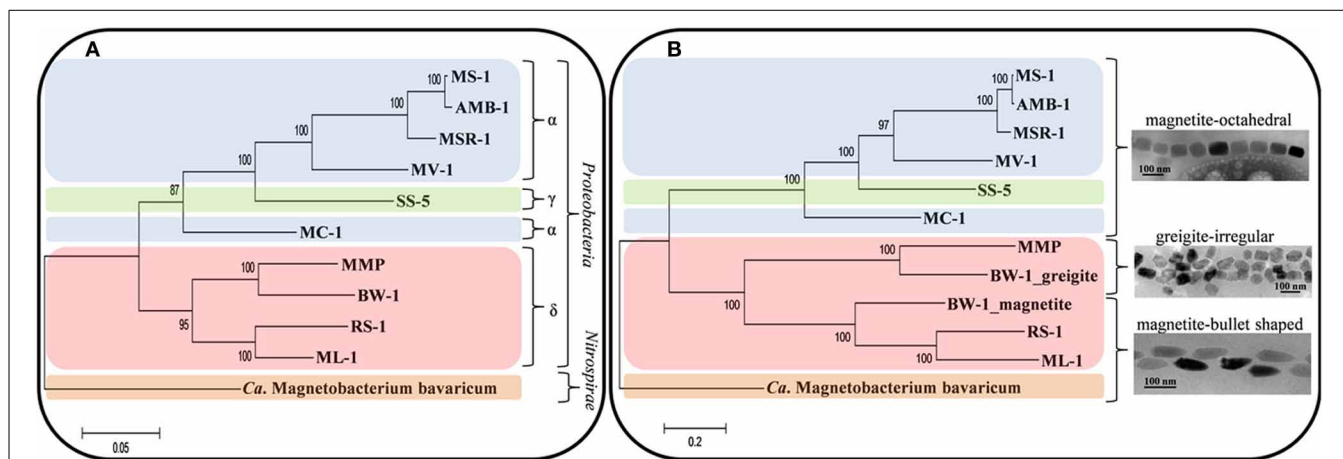 A
100
MS-1
AMB-1
100
MSR-1
100
MV-1
100
SS-5
87
MC-1
MMP
100
BW-1
95
RS-1
100
ML-1
Ca. Magnetobacterium bavaricum
α
γ
α
δ
Proteobacteria
Nitrospirae
0.05
B
100
MS-1
AMB-1
100
MSR-1
97
MV-1
100
SS-5
100
MC-1
MMP
100
BW-1_greigite
100
BW-1_magnetite
100
RS-1
100
ML-1
Ca. Magnetobacterium bavaricum
0.2
magnetite-octahedral
100 nm
greigite-irregular
100 nm
magnetite-bullet shaped
100 nm